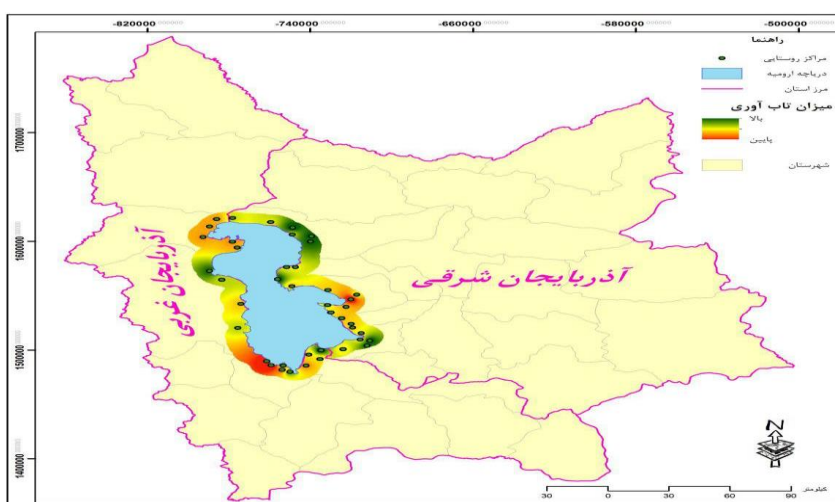 -820000 -740000 -660000 -580000 -500000
راهنما
مراکز روستایی
دریاچه ارومیه
مرز استان
میزان تاب آوری
بالا
پایین
شهرستان
1700000
1600000
1500000
1400000
آذربایجان غربی
آذربایجان شرقی
N
کیلومتر
30 0 30 60 90